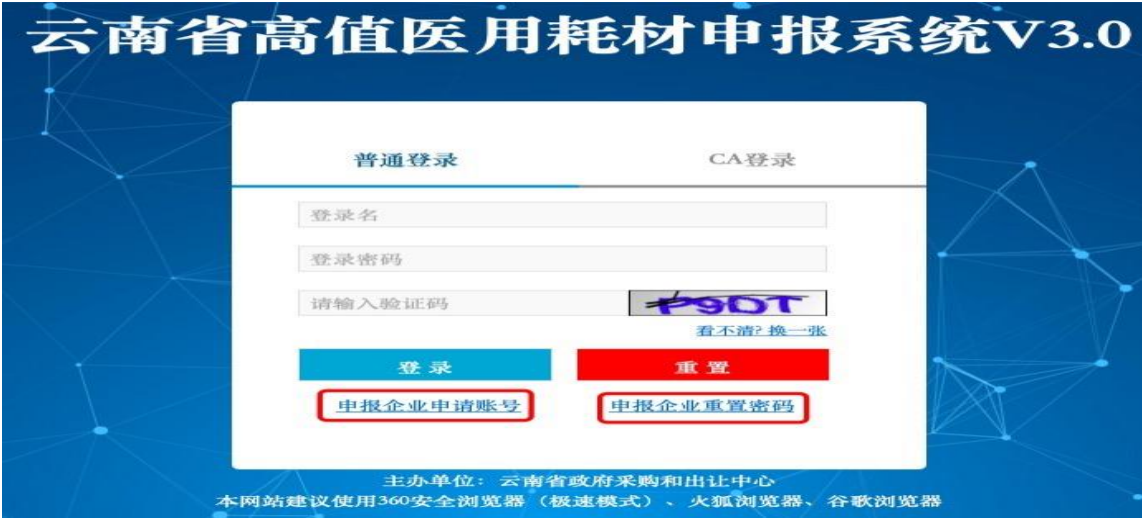 云南省高值医用耗材申报系统V3.0
普通登录 CA登录
登录名
登录密码
请输入验证码 P9DT
看不清?换一张
登录 重置
申报企业申请账号 申报企业重置密码
主办单位：云南省政府采购和出让中心
本网站建议使用360安全浏览器（极速模式）、火狐浏览器、谷歌浏览器